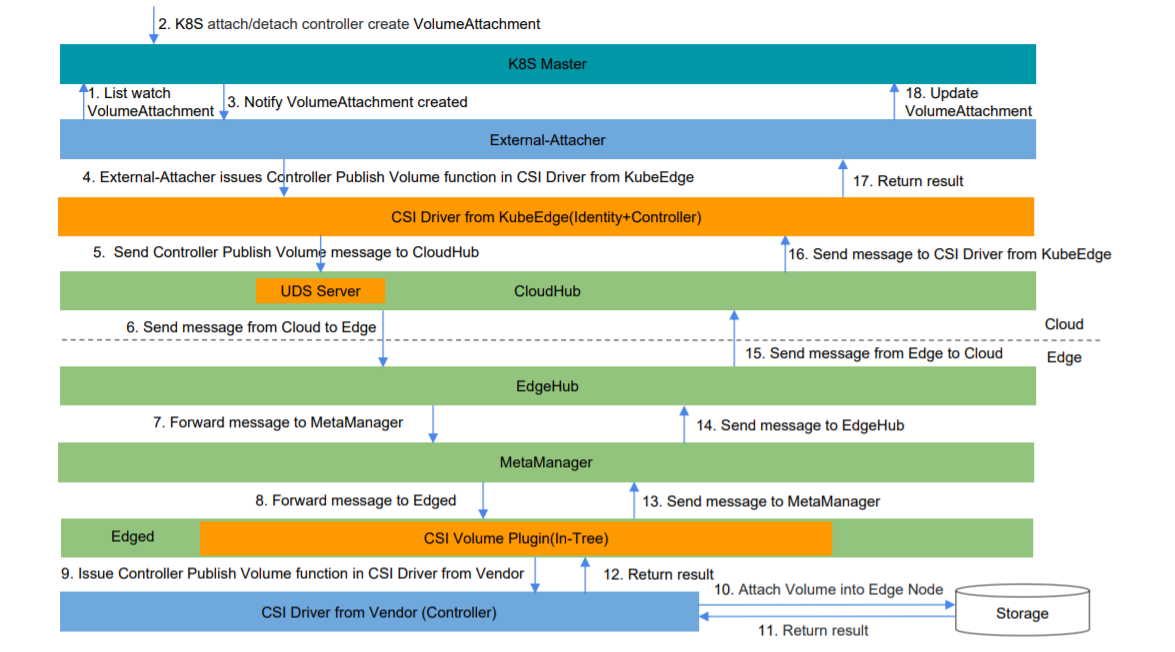 2. K8S attach/detach controller create VolumeAttachment
K8S Master
1. List watch
VolumeAttachment
3. Notify VolumeAttachment created
18. Update
VolumeAttachment
External-Attacher
4. External-Attacher issues Controller Publish Volume function in CSI Driver from KubeEdge
17. Return result
CSI Driver from KubeEdge(Identity+Controller)
5. Send Controller Publish Volume message to CloudHub
16. Send message to CSI Driver from KubeEdge
UDS Server
CloudHub
6. Send message from Cloud to Edge
Cloud
15. Send message from Edge to Cloud
Edge
EdgeHub
7. Forward message to MetaManager
14. Send message to EdgeHub
MetaManager
8. Forward message to Edged
13. Send message to MetaManager
Edged
CSI Volume Plugin(In-Tree)
9. Issue Controller Publish Volume function in CSI Driver from Vendor
12. Return result
10. Attach Volume into Edge Node
CSI Driver from Vendor (Controller)
Storage
11. Return result